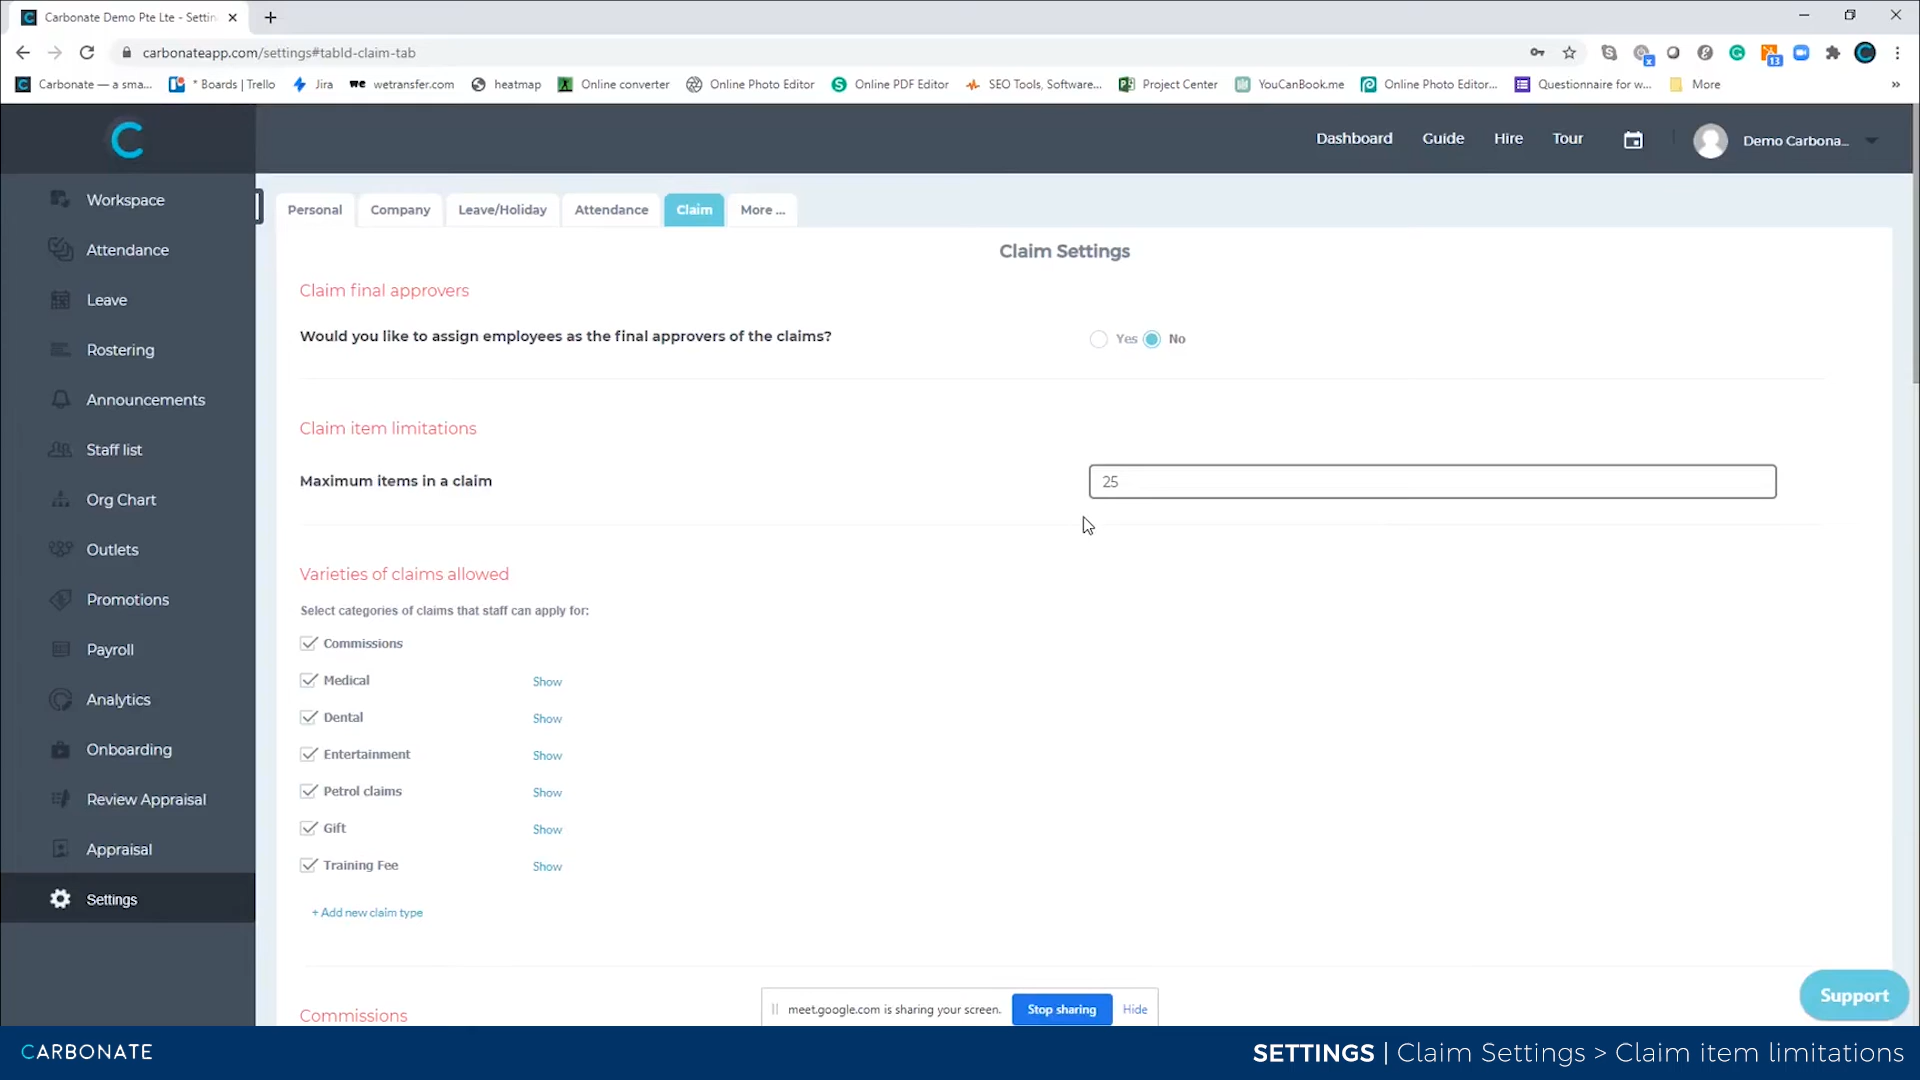 Carbonate Demo Pte Lte - Settin
carbonateapp.com/settings#tabId-claim-tab
13
Carbonate — a sma...
* Boards | Trello
Jira
we wetransfer.com
heatmap
Online converter
Online Photo Editor
Online PDF Editor
SEO Tools, Software...
Project Center
YouCanBook.me
Online Photo Editor...
Questionnaire for w...
More
»
Dashboard
Guide
Hire
Tour
Demo Carbona...
Workspace
Attendance
Leave
Rostering
Announcements
Staff list
Org Chart
Outlets
Promotions
Payroll
Analytics
Onboarding
Review Appraisal
Appraisal
Settings
Personal
Company
Leave/Holiday
Attendance
Claim
More ...
Claim Settings
Claim final approvers
Would you like to assign employees as the final approvers of the claims?
Yes
No
Claim item limitations
Maximum items in a claim
25
Varieties of claims allowed
Select categories of claims that staff can apply for:
Commissions
Medical Show
Dental Show
Entertainment Show
Petrol claims Show
Gift Show
Training Fee Show
+ Add new claim type
Commissions
meet.google.com is sharing your screen.
Stop sharing
Hide
Support
CARBONATE
SETTINGS | Claim Settings > Claim item limitations